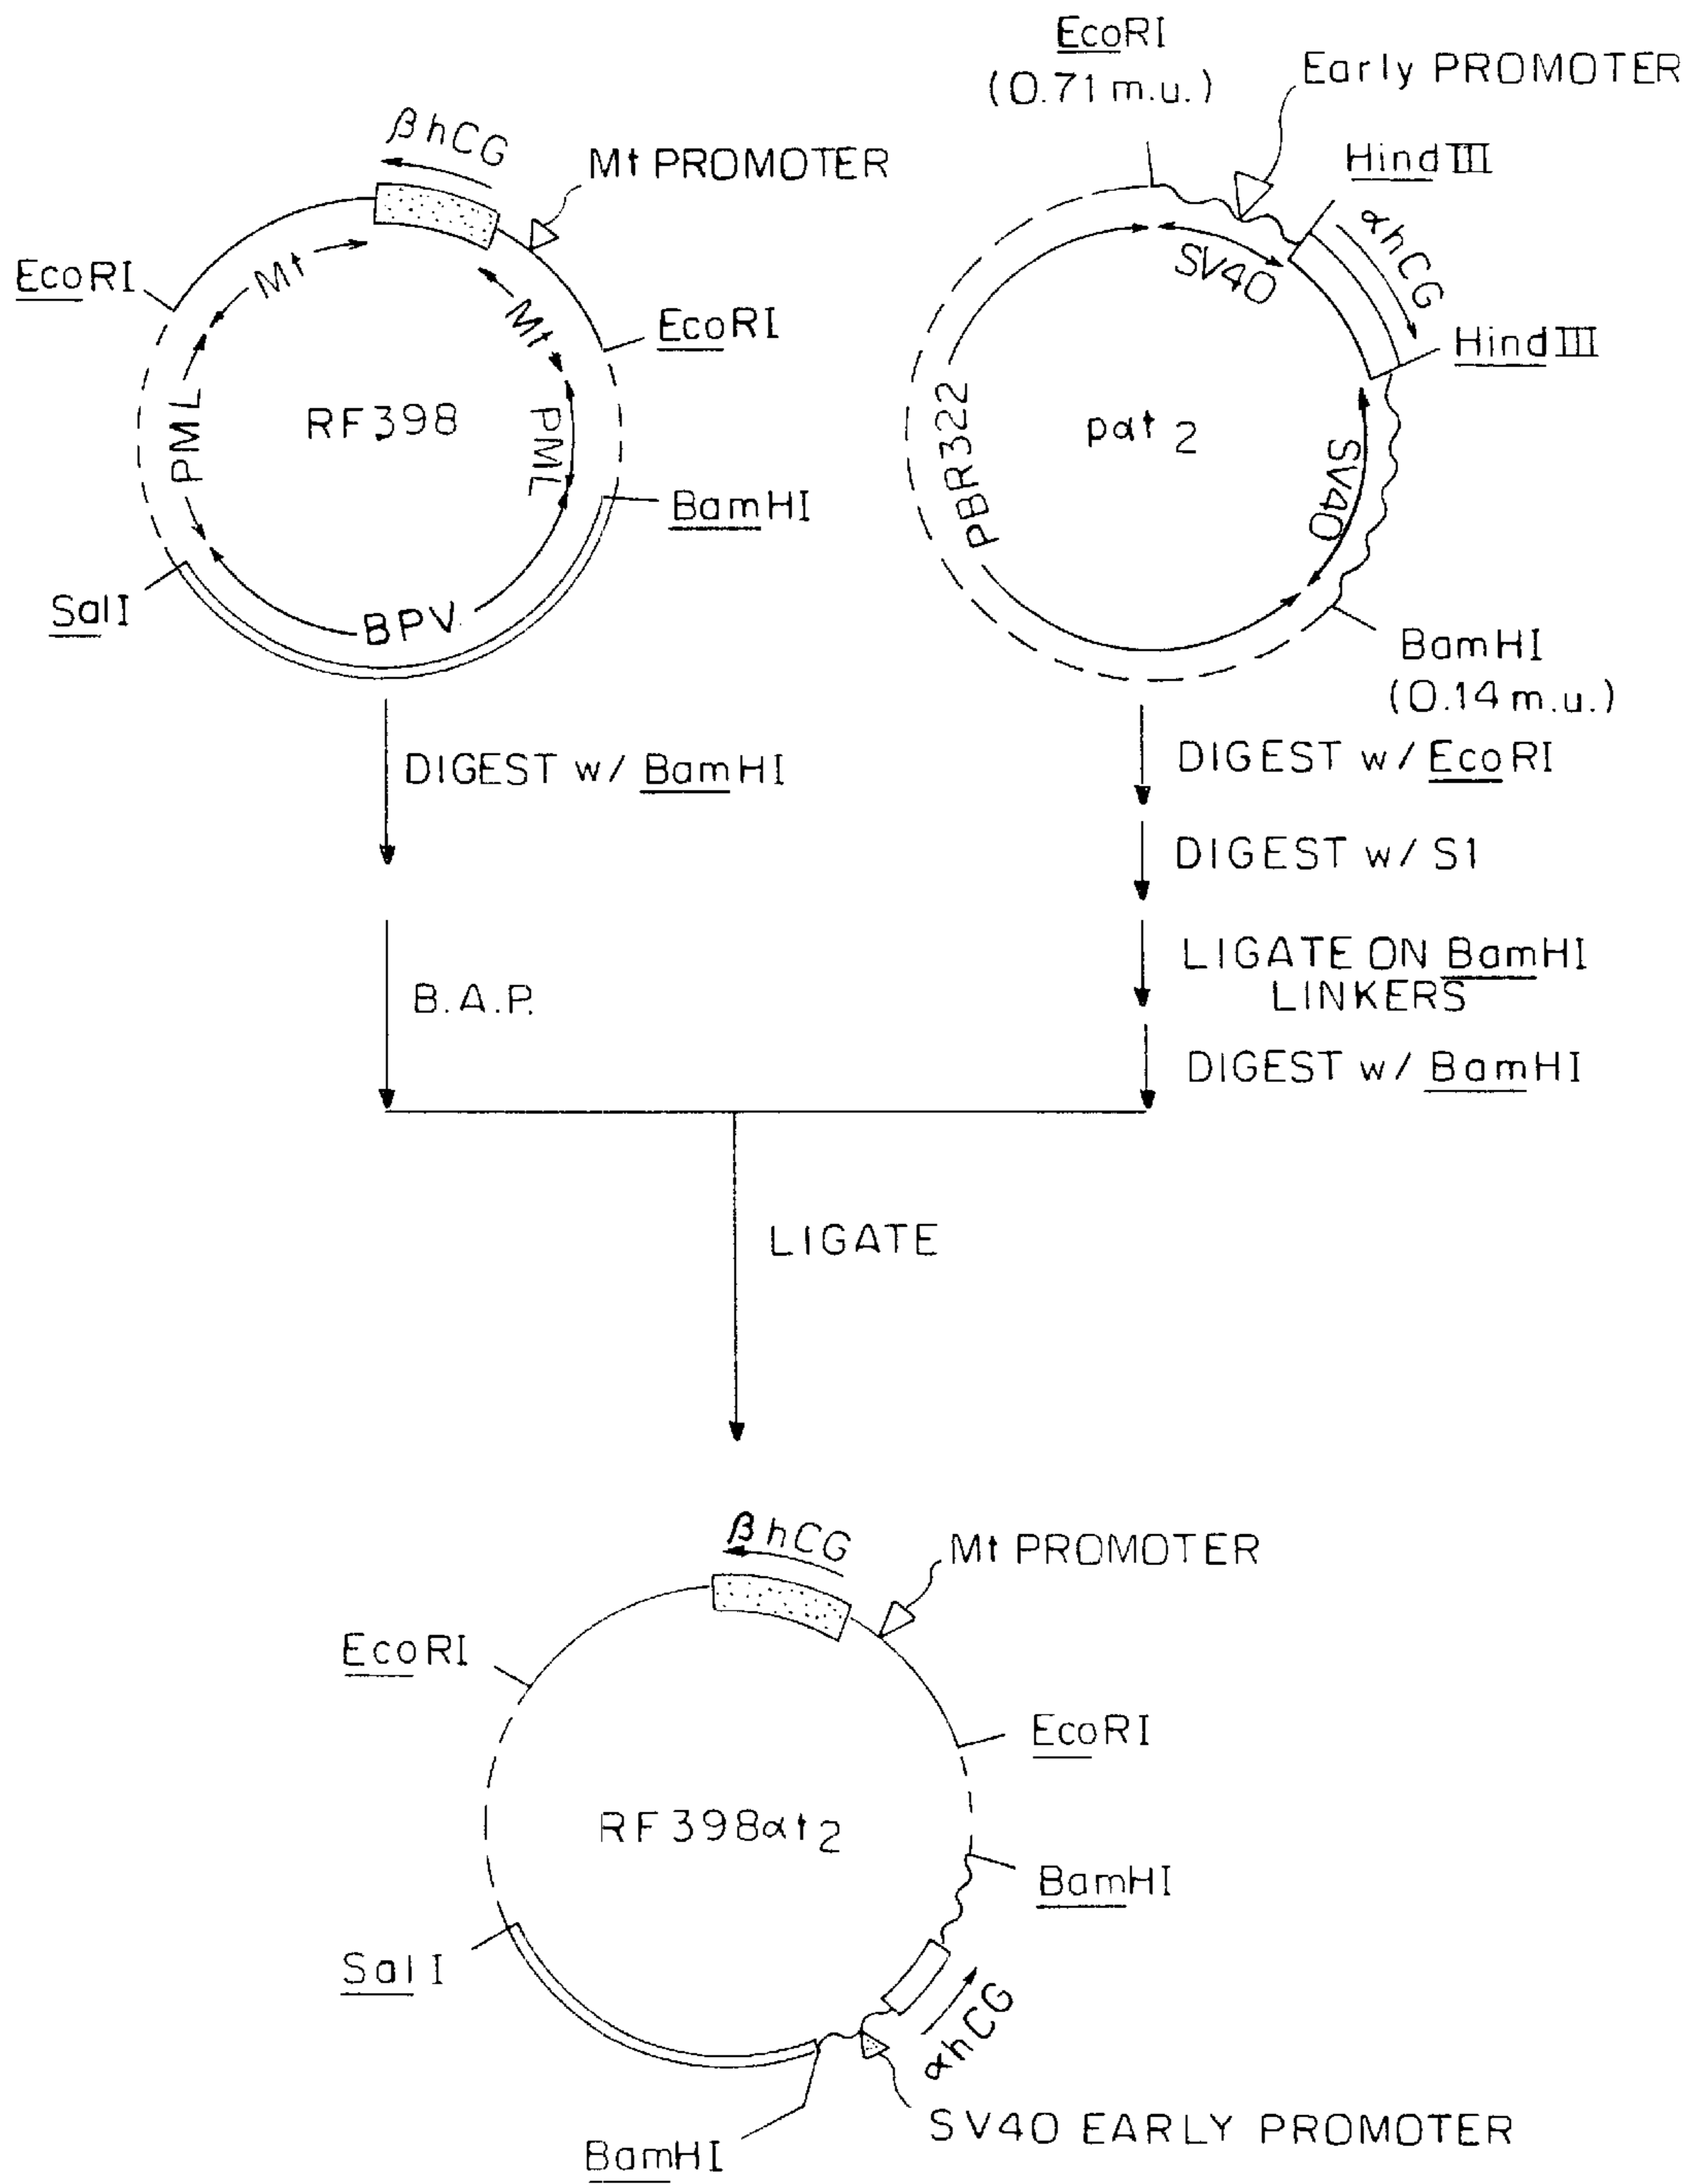 βhCG
Mt PROMOTER
EcoRI
Mt
Mt
EcoRI
PML
RF398
PML
BamHI
SalI
BPV
EcoRI
(0.71 m.u.)
Early PROMOTER
HindIII
αhCG
SV40
HindIII
PBR322
pαt2
SV40
BamHI
(0.14 m.u.)
DIGEST w/ BamHI
B.A.P.
DIGEST w/ EcoRI
DIGEST w/ S1
LIGATE ON BamHI
LINKERS
DIGEST w/ BamHI
LIGATE
βhCG
Mt PROMOTER
EcoRI
EcoRI
RF398αt2
BamHI
SalI
αhCG
SV40 EARLY PROMOTER
BamHI